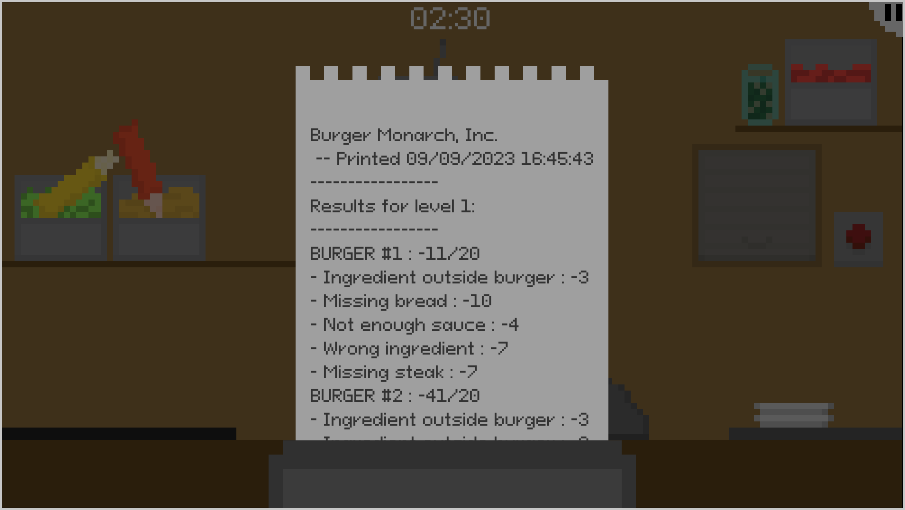 02:30
Burger Monarch, Inc.
-- Printed 09/09/2023 16:45:43
-----------------
Results for level 1:
-----------------
BURGER #1 : -11/20
- Ingredient outside burger : -3
- Missing bread : -10
- Not enough sauce : -4
- Wrong ingredient : -7
- Missing steak : -7
BURGER #2 : -41/20
- Ingredient outside burger : -3